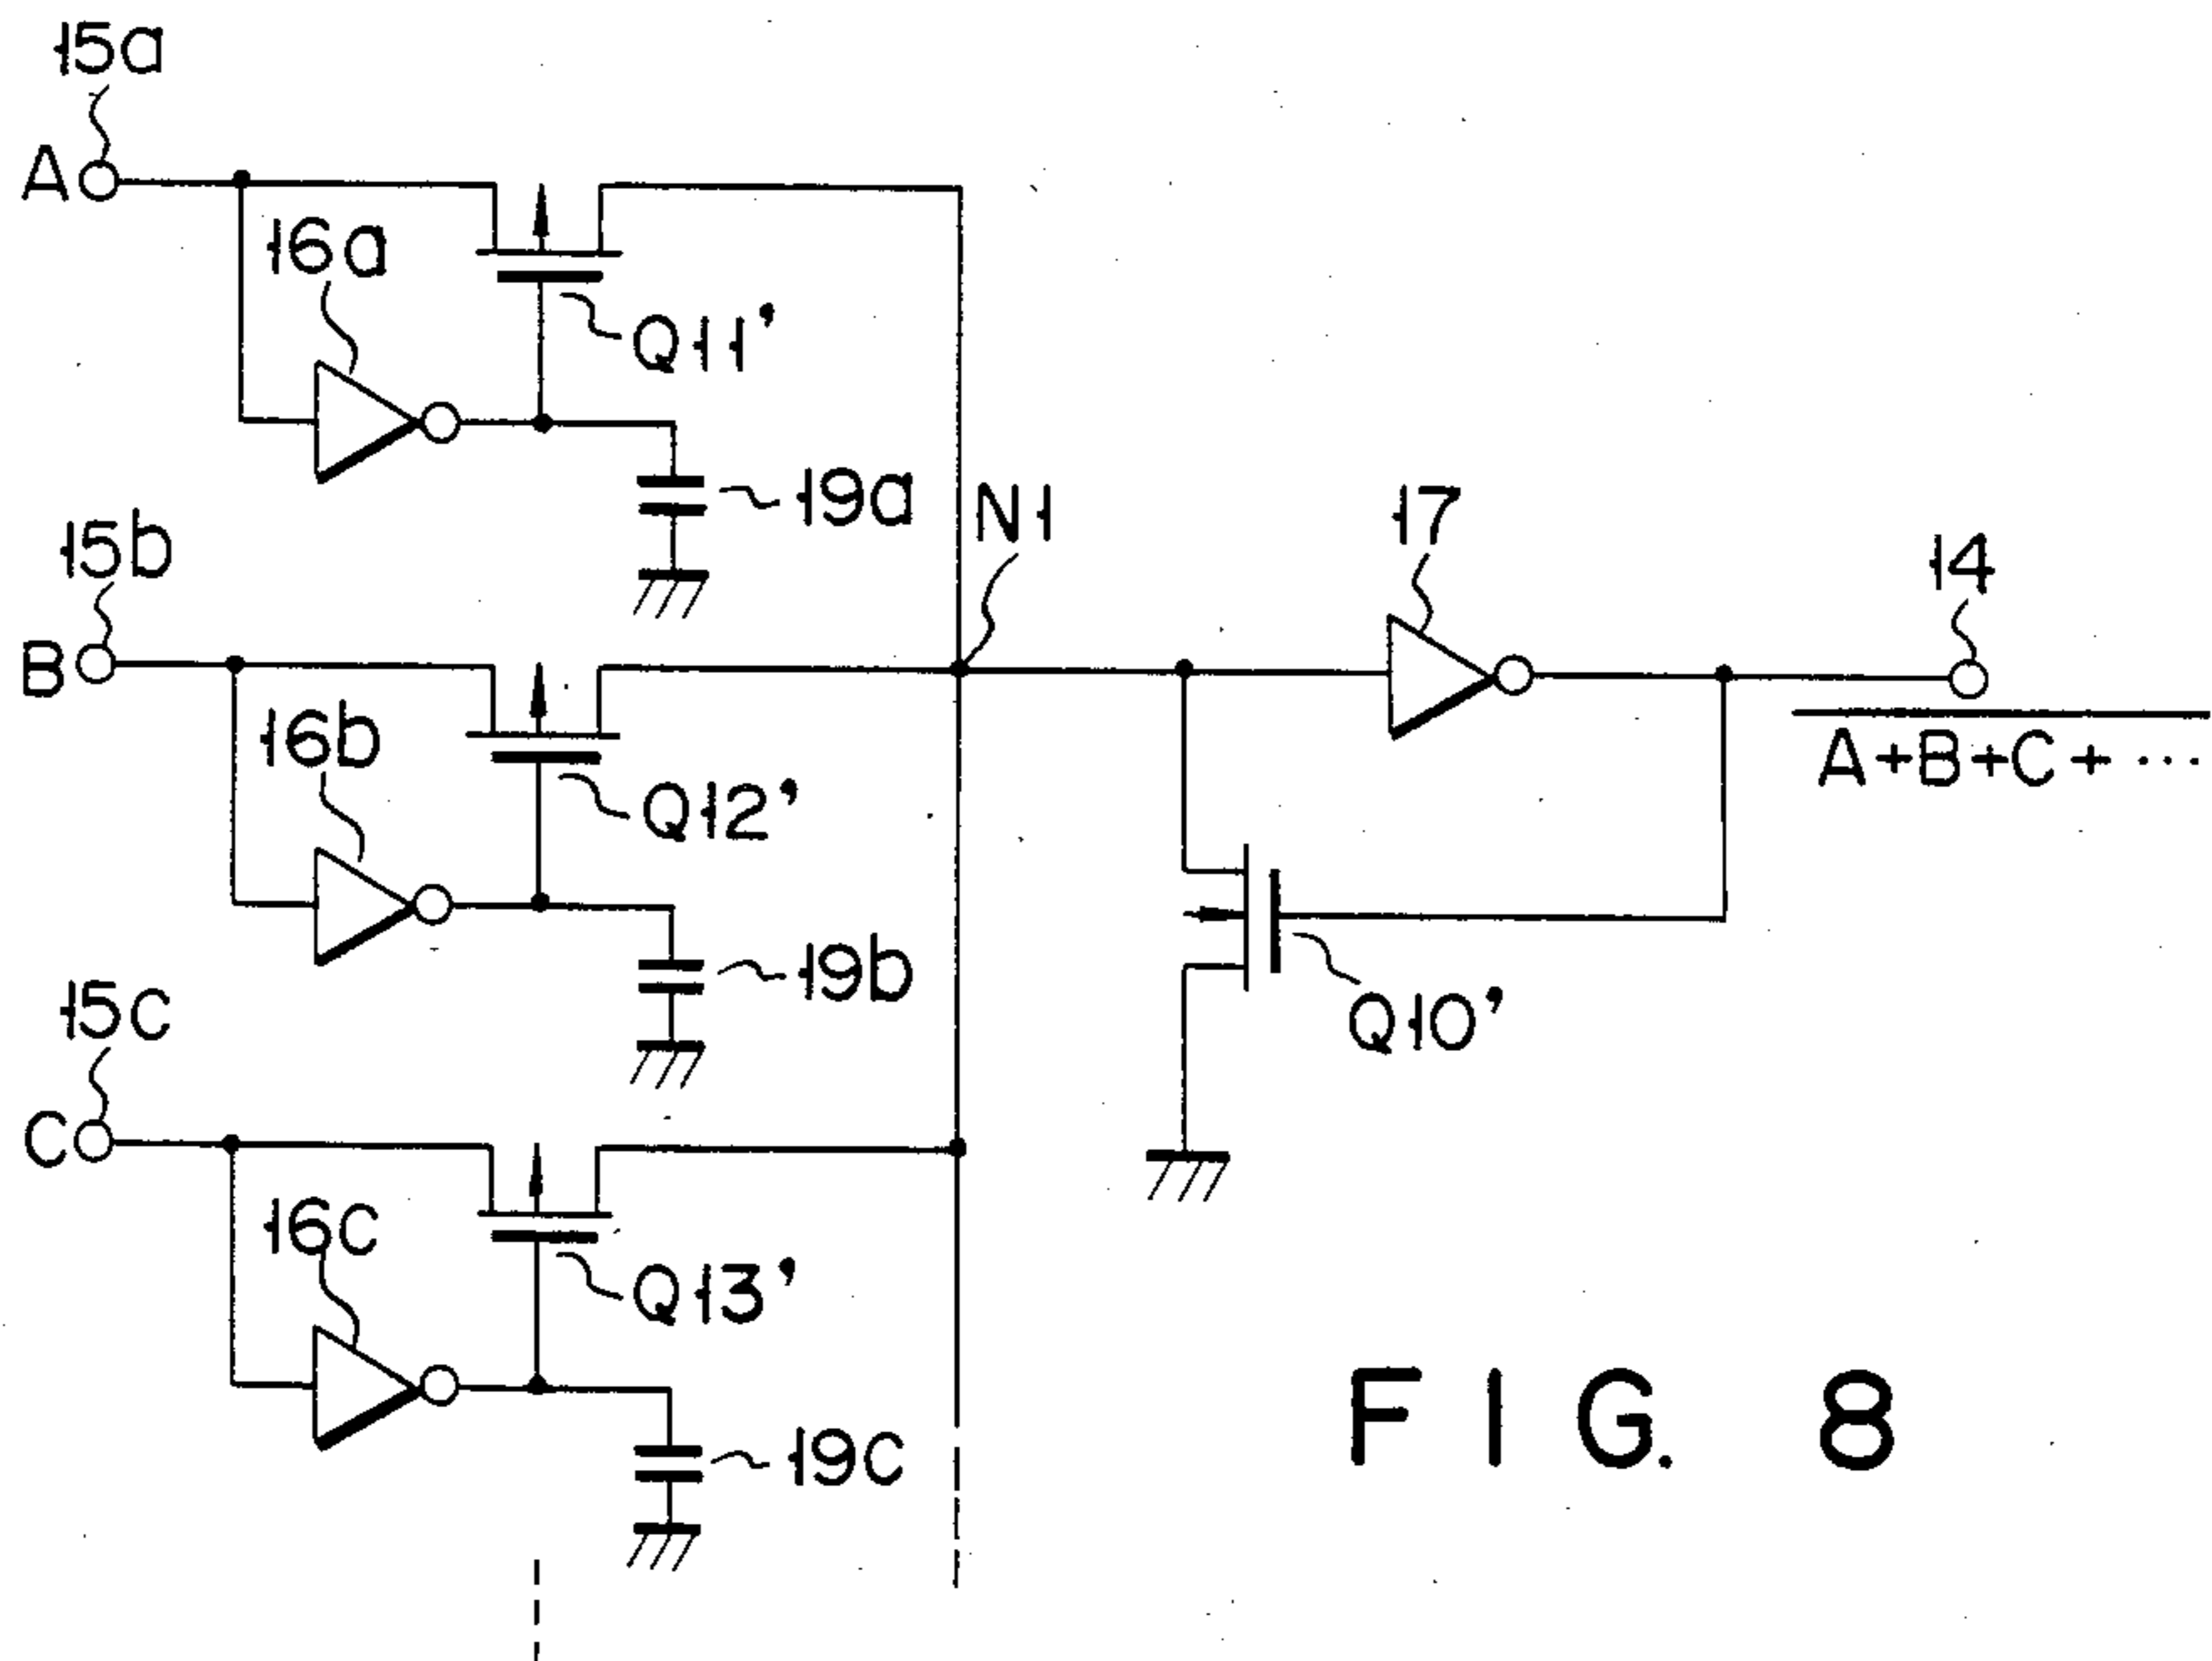 15a
A
16a
Q11'
19a
N1
17
14
15b
B
16b
A+B+C+ ···
Q12'
19b
Q10'
15c
C
16c
Q13'
19c
FIG. 8